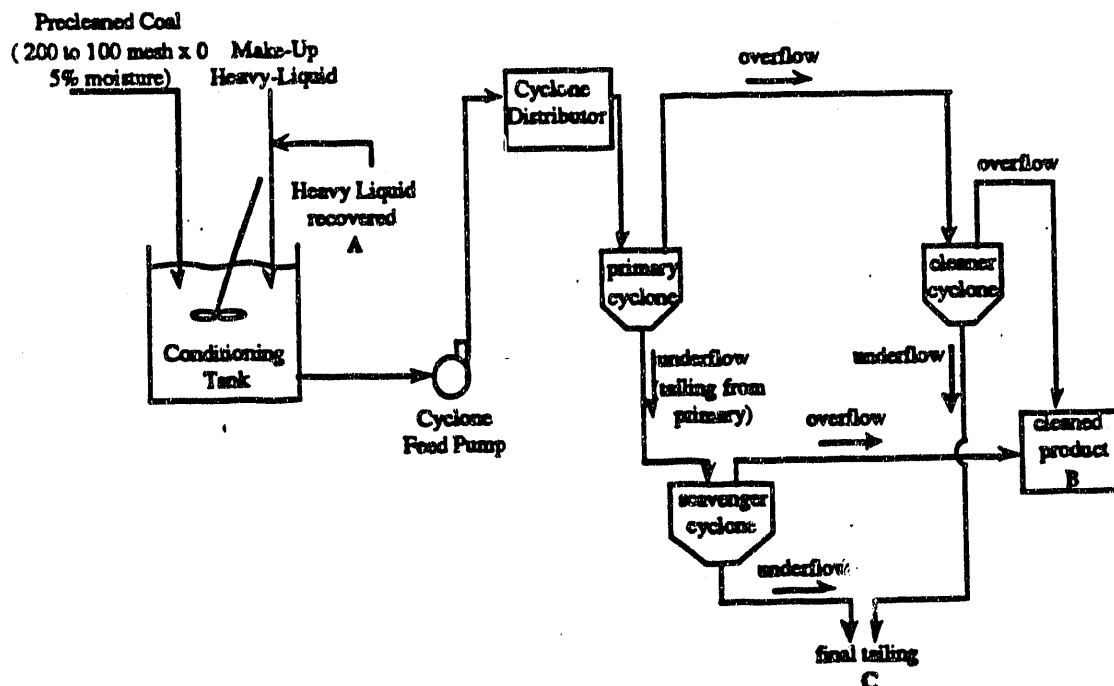 Precleaned Coal
( 200 to 100 mesh x 0
5% moisture)
Make-Up
Heavy-Liquid
Heavy Liquid
recovered
A
Conditioning
Tank
Cyclone
Feed Pump
Cyclone
Distributor
overflow
primary
cyclone
underflow
(tailing from
primary)
overflow
cleaner
cyclone
underflow
overflow
scavenger
cyclone
underflow
cleaned
product
B
final tailing
C